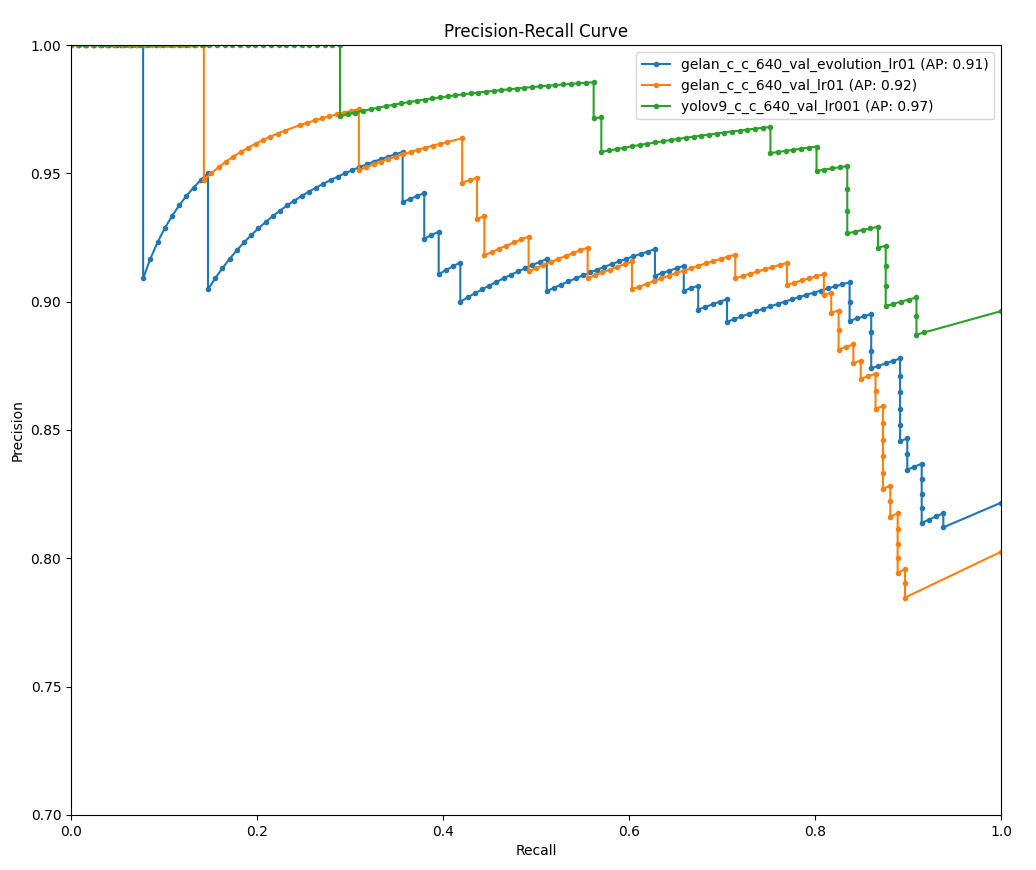 Precision-Recall Curve
gelan_c_c_640_val_evolution_lr01 (AP: 0.91)
gelan_c_c_640_val_lr01 (AP: 0.92)
yolov9_c_c_640_val_lr001 (AP: 0.97)
1.00
0.95
0.90
0.85
0.80
0.75
0.70
Precision
0.0 0.2 0.4 0.6 0.8 1.0
Recall